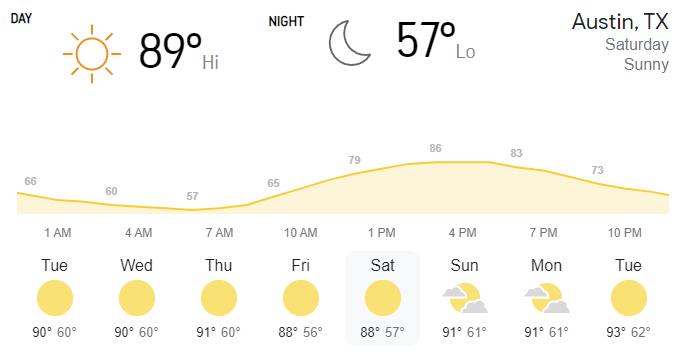 DAY
89° Hi
NIGHT
57° Lo
Austin, TX
Saturday
Sunny
66 60 57 65 79 86 83 73
1 AM 4 AM 7 AM 10 AM 1 PM 4 PM 7 PM 10 PM
Tue Wed Thu Fri Sat Sun Mon Tue
90° 60° 90° 60° 91° 60° 88° 56° 88° 57° 91° 61° 91° 61° 93° 62°